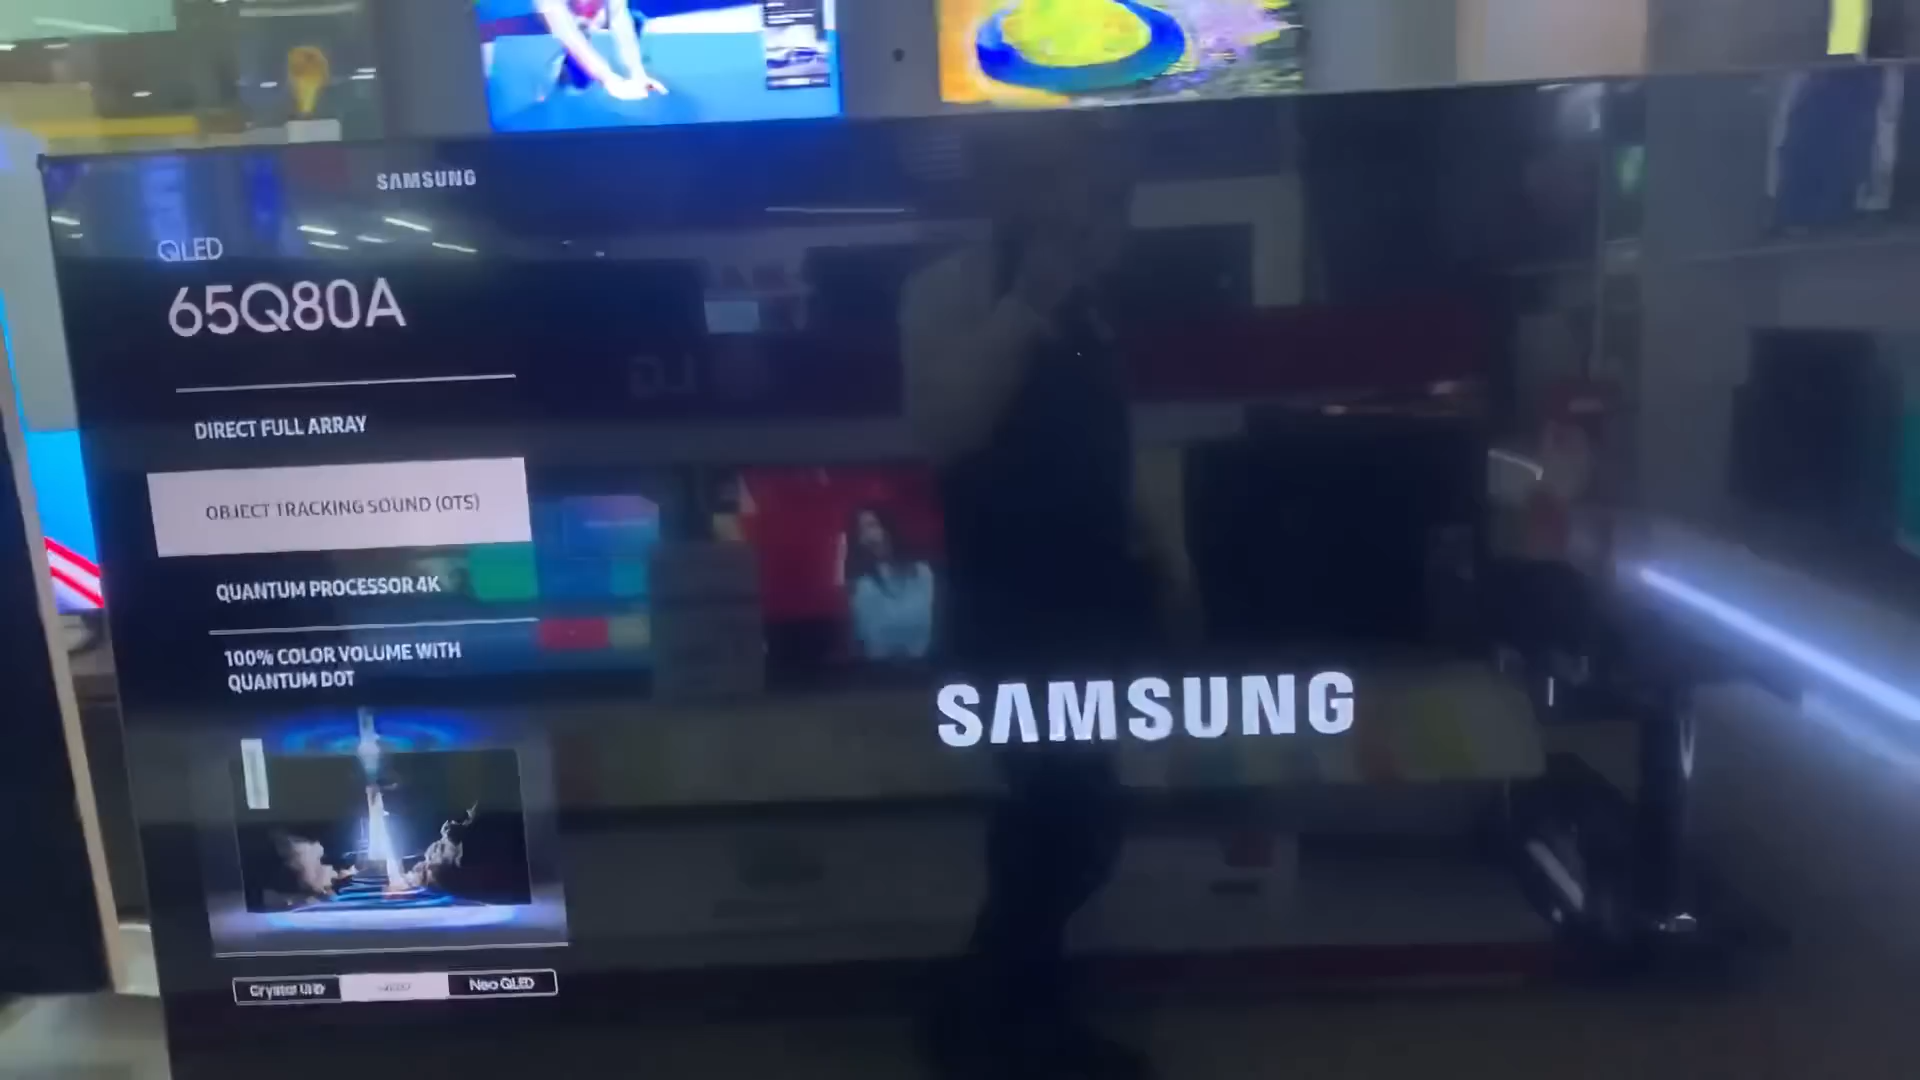 SAMSUNG
QLED
65Q80A
DIRECT FULL ARRAY
OBJECT TRACKING SOUND (OTS)
QUANTUM PROCESSOR 4K
100% COLOR VOLUME WITH
QUANTUM DOT
SAMSUNG
Crystal UHD
Neo QLED